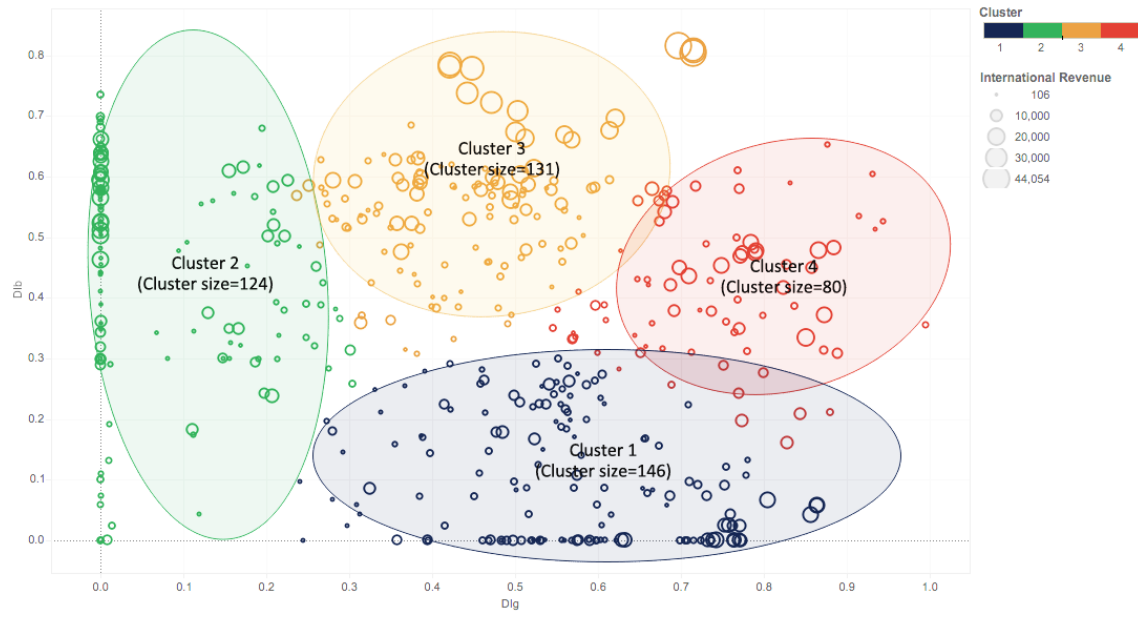 Cluster
1 2 3 4
International Revenue
106
10,000
20,000
30,000
44,054
0.8
0.7
0.6
0.5
0.4
0.3
0.2
0.1
0.0
DIb
Cluster 3
(Cluster size=131)
Cluster 2
(Cluster size=124)
Cluster 4
(Cluster size=80)
Cluster 1
(Cluster size=146)
0.0 0.1 0.2 0.3 0.4 0.5 0.6 0.7 0.8 0.9 1.0
DIg